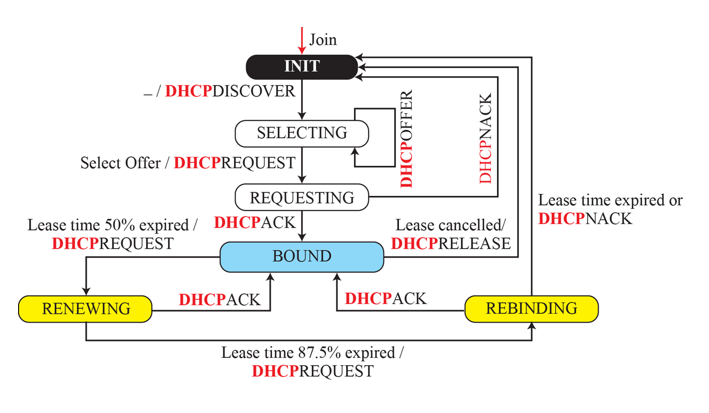 Join
INIT
– / DHCPDISCOVER
SELECTING
DHCPOFFER
DHCPNACK
Select Offer / DHCPREQUEST
REQUESTING
Lease time expired or
DHCPNACK
Lease time 50% expired /
DHCPREQUEST
DHCPACK
Lease cancelled/
DHCPRELEASE
BOUND
RENEWING
DHCPACK
DHCPACK
REBINDING
Lease time 87.5% expired /
DHCPREQUEST